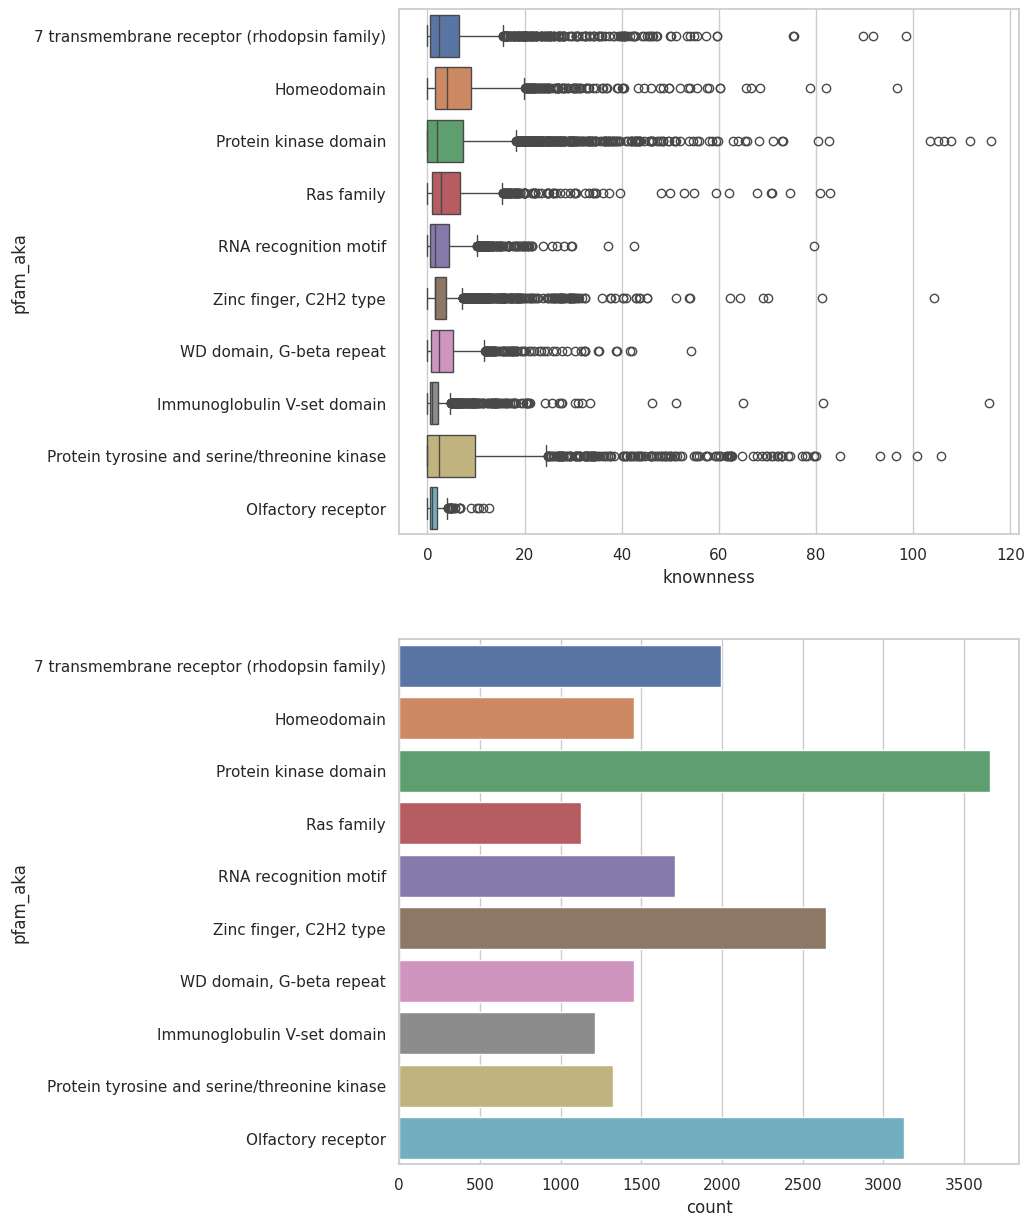 7 transmembrane receptor (rhodopsin family)
Homeodomain
Protein kinase domain
Ras family
RNA recognition motif
Zinc finger, C2H2 type
WD domain, G-beta repeat
Immunoglobulin V-set domain
Protein tyrosine and serine/threonine kinase
Olfactory receptor
pfam_aka
0 20 40 60 80 100 120
knownness
7 transmembrane receptor (rhodopsin family)
Homeodomain
Protein kinase domain
Ras family
RNA recognition motif
Zinc finger, C2H2 type
WD domain, G-beta repeat
Immunoglobulin V-set domain
Protein tyrosine and serine/threonine kinase
Olfactory receptor
pfam_aka
0 500 1000 1500 2000 2500 3000 3500
count